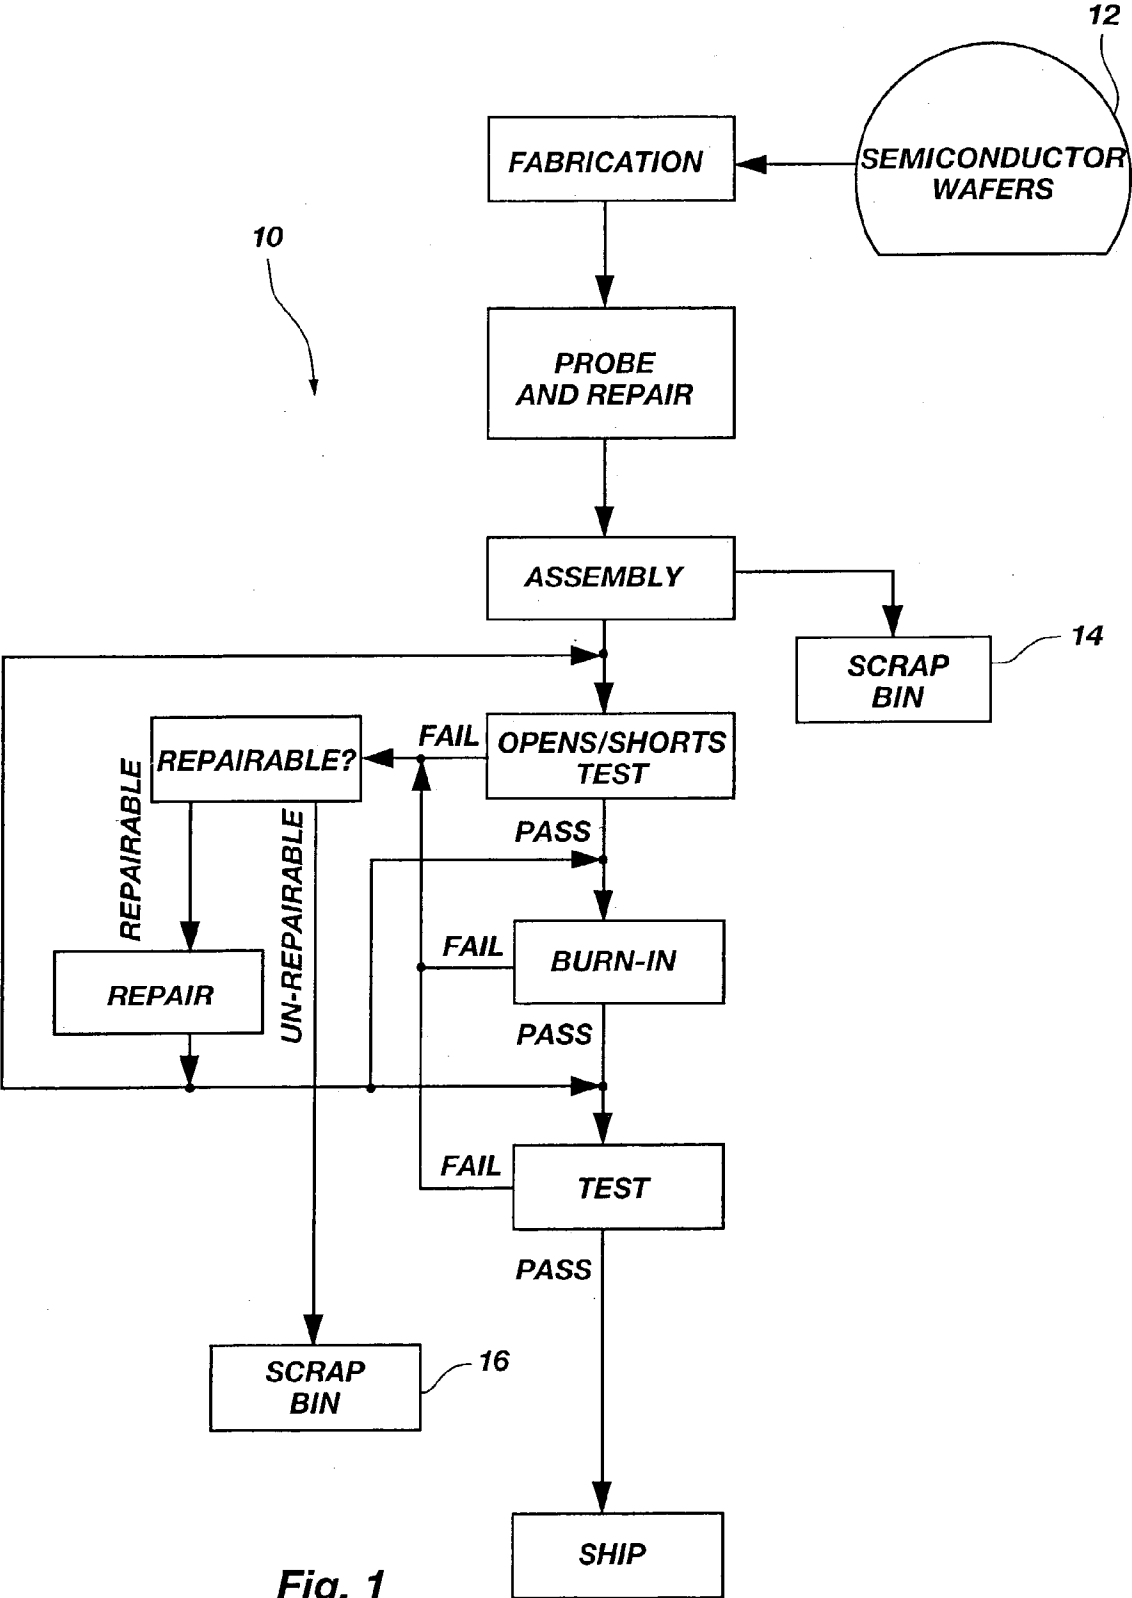 12
SEMICONDUCTOR
WAFERS
FABRICATION
10
PROBE
AND REPAIR
ASSEMBLY
14
SCRAP
BIN
FAIL
OPENS/SHORTS
TEST
REPAIRABLE?
REPAIRABLE
UN-REPAIRABLE
PASS
FAIL
BURN-IN
REPAIR
PASS
FAIL
TEST
PASS
16
SCRAP
BIN
SHIP
Fig. 1